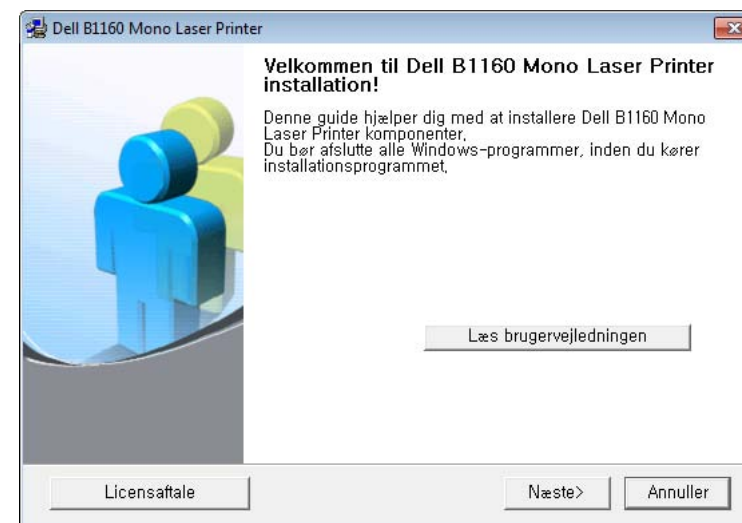 Dell B1160 Mono Laser Printer
Velkommen til Dell B1160 Mono Laser Printer
installation!
Denne guide hjælper dig med at installere Dell B1160 Mono
Laser Printer komponenter,
Du bør afslutte alle Windows-programmer, inden du kører
installationsprogrammet,
Læs brugervejledningen
Licensaftale
Næste>
Annuller